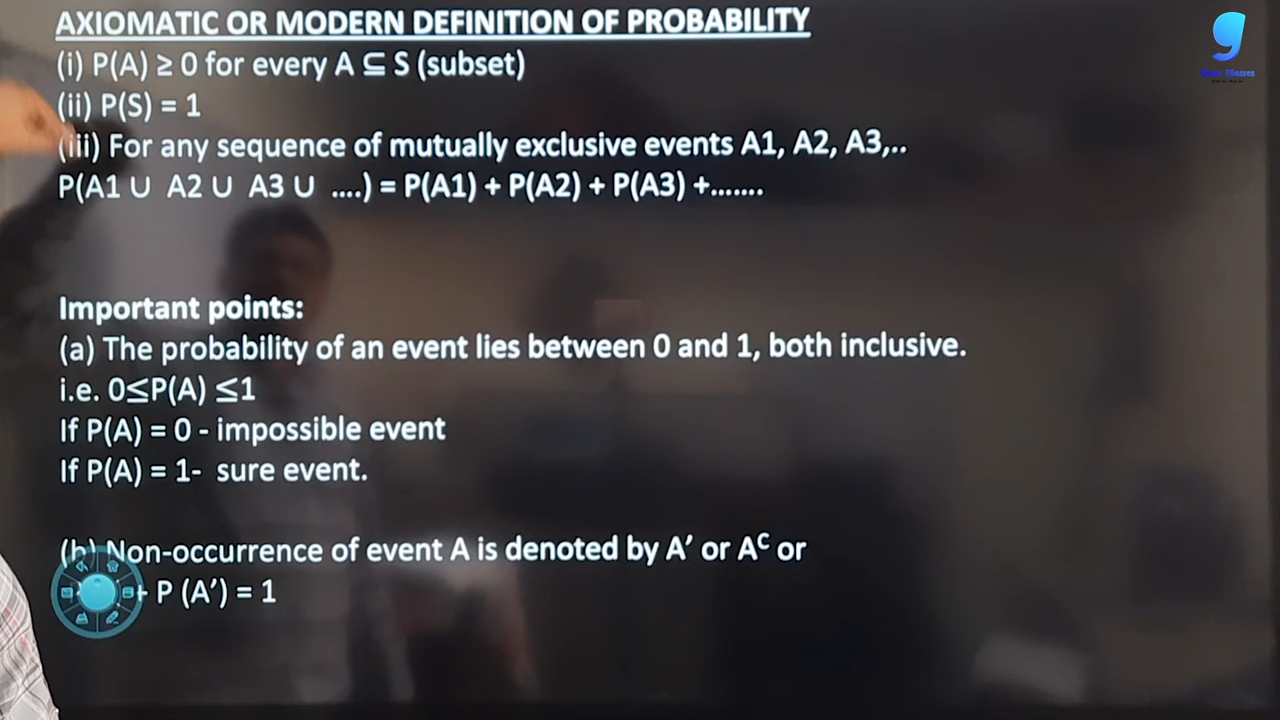 AXIOMATIC OR MODERN DEFINITION OF PROBABILITY
(i) P(A) ≥ 0 for every A ⊆ S (subset)
(ii) P(S) = 1
(iii) For any sequence of mutually exclusive events A1, A2, A3,..
P(A1 ∪ A2 ∪ A3 ∪ ....) = P(A1) + P(A2) + P(A3) +.......
Important points:
(a) The probability of an event lies between 0 and 1, both inclusive.
i.e. 0≤P(A) ≤1
If P(A) = 0 - impossible event
If P(A) = 1- sure event.
(b) Non-occurrence of event A is denoted by A’ or Aᶜ or
+ P (A’) = 1